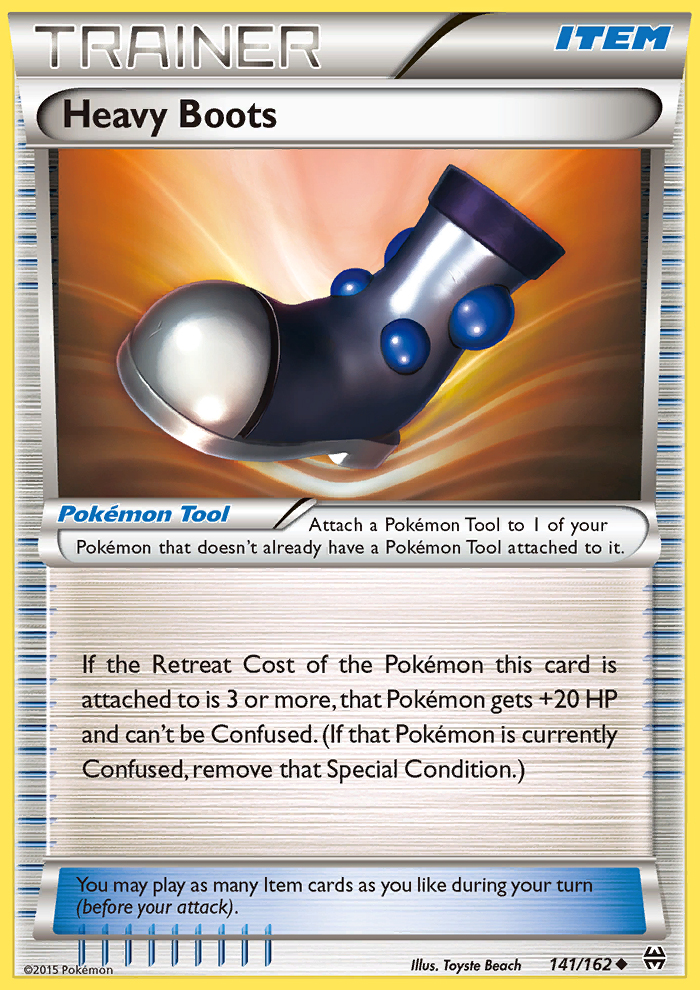 TRAINER
ITEM
Heavy Boots
Pokémon Tool
Attach a Pokémon Tool to 1 of your
Pokémon that doesn't already have a Pokémon Tool attached to it.
If the Retreat Cost of the Pokémon this card is
attached to is 3 or more, that Pokémon gets +20 HP
and can't be Confused. (If that Pokémon is currently
Confused, remove that Special Condition.)
You may play as many Item cards as you like during your turn
(before your attack).
©2015 Pokémon
Illus. Toyste Beach
141/162